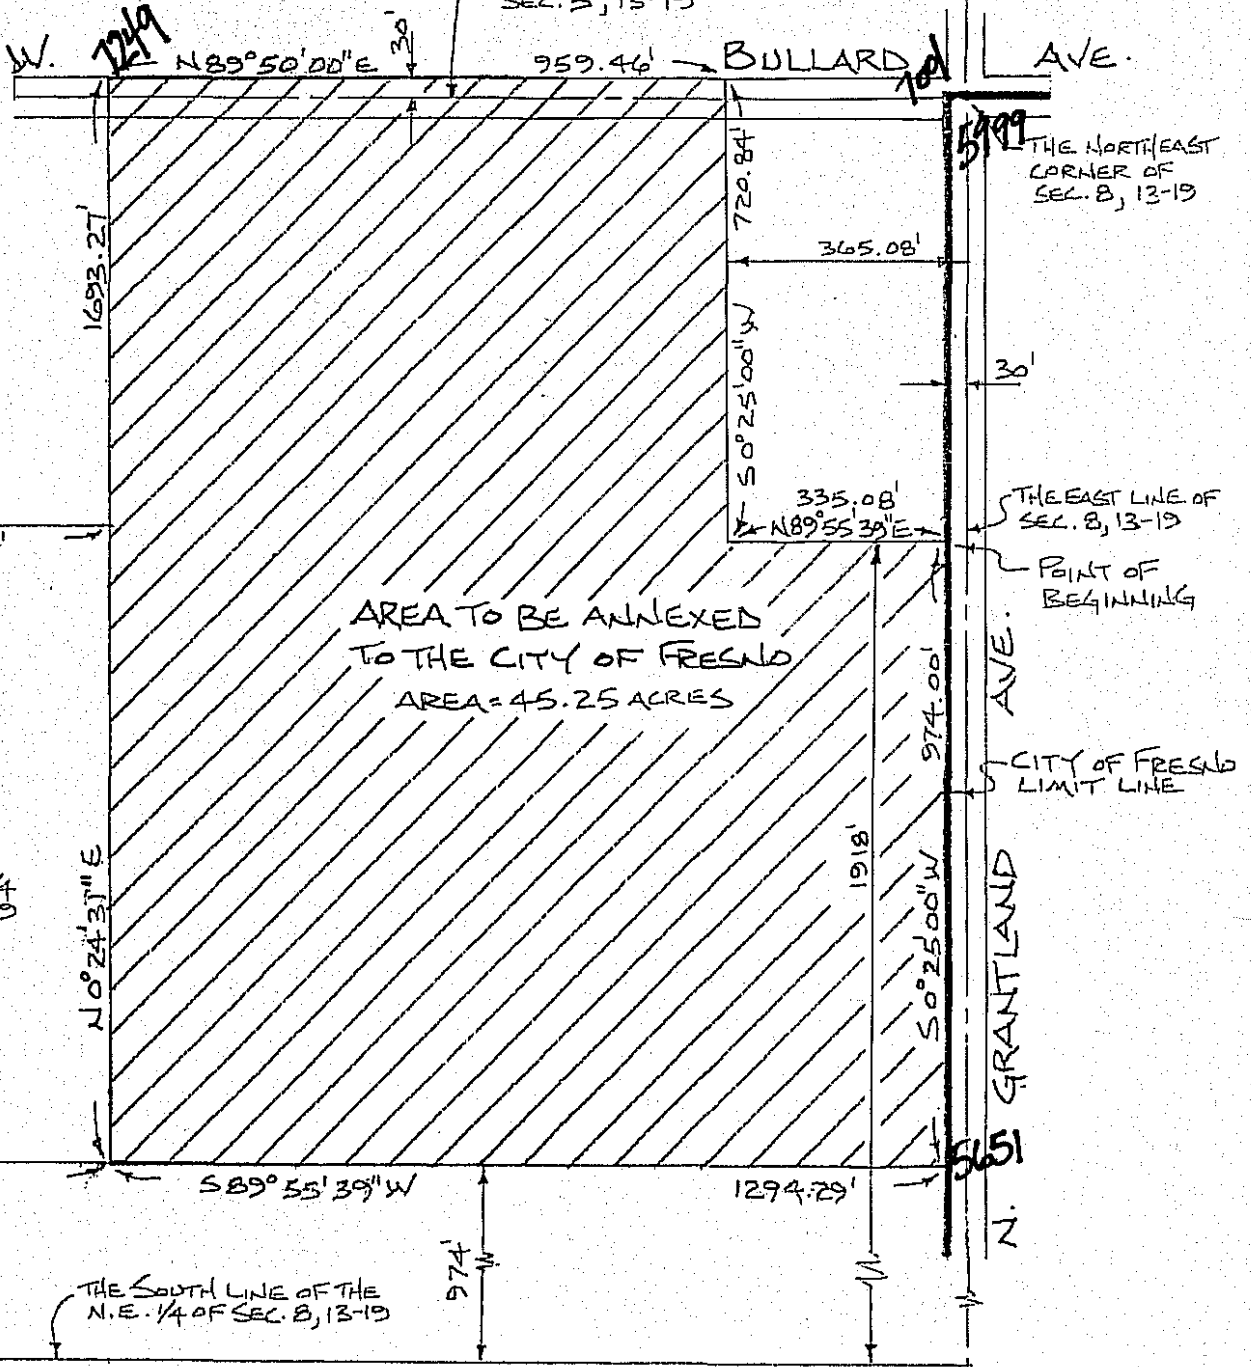 SEC. 5, 13-19
W.
7249
N89°50'00"E
30'
959.46'
BULLARD
AVE.
5999
THE NORTHEAST
CORNER OF
SEC. 8, 13-19
1693.27'
720.84'
365.08'
S0°25'00"W
30'
335.08'
N89°55'39"E
THE EAST LINE OF
SEC. 8, 13-19
POINT OF
BEGINNING
AREA TO BE ANNEXED
TO THE CITY OF FRESNO
AREA=45.25 ACRES
974.00'
AVE.
CITY OF FRESNO
LIMIT LINE
1918'
N0°24'31"E
S0°25'00"W
GRANTLAND
5651
S89°55'39"W
1294.29'
N.
974'
THE SOUTH LINE OF THE
N.E. 1/4 OF SEC. 8, 13-19